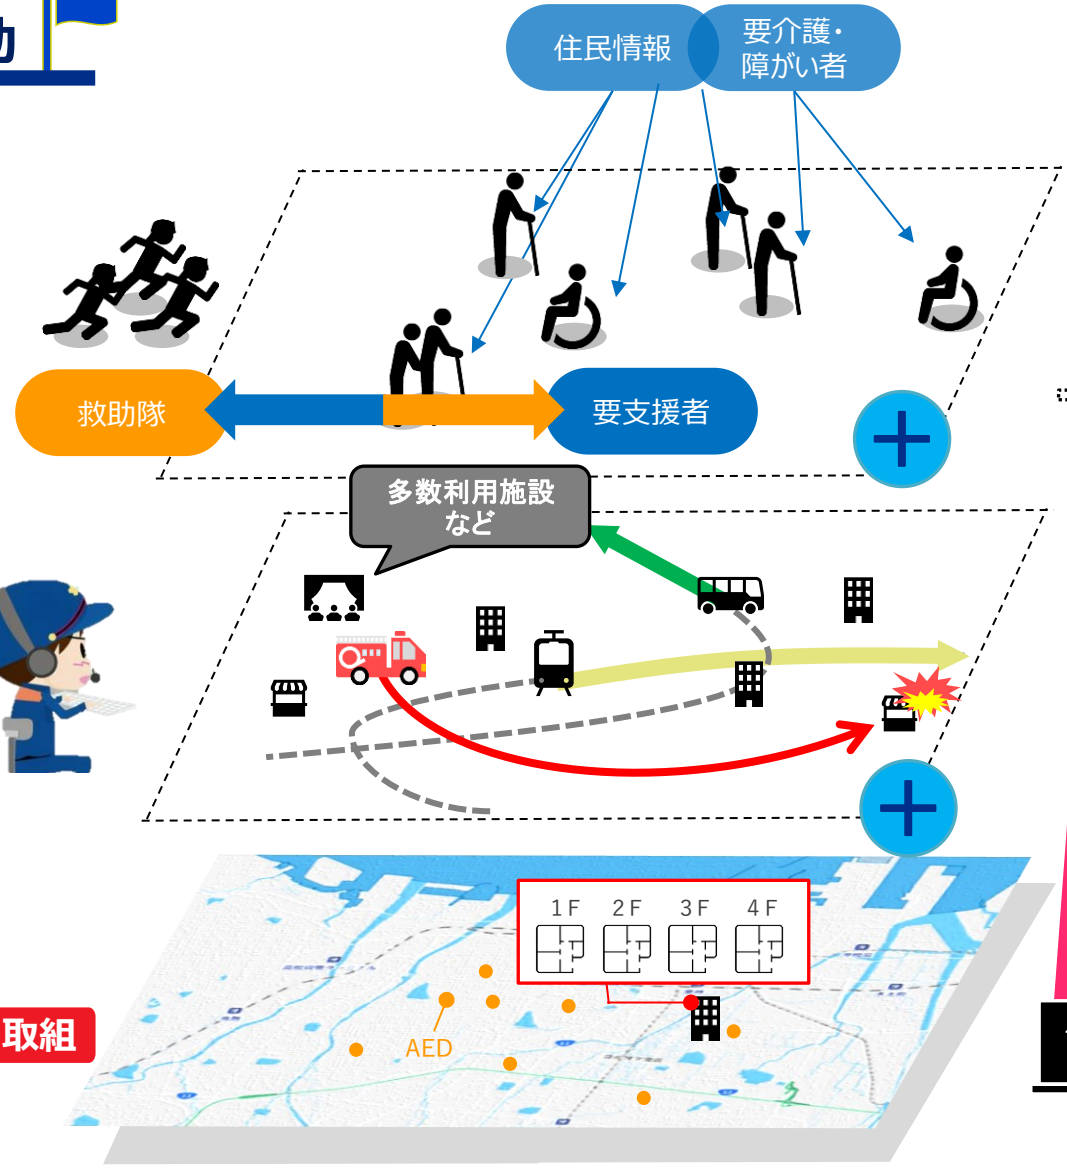 住民情報
要介護・
障がい者
救助隊
要支援者
多数利用施設
など
1F 2F 3F 4F
AED
取組